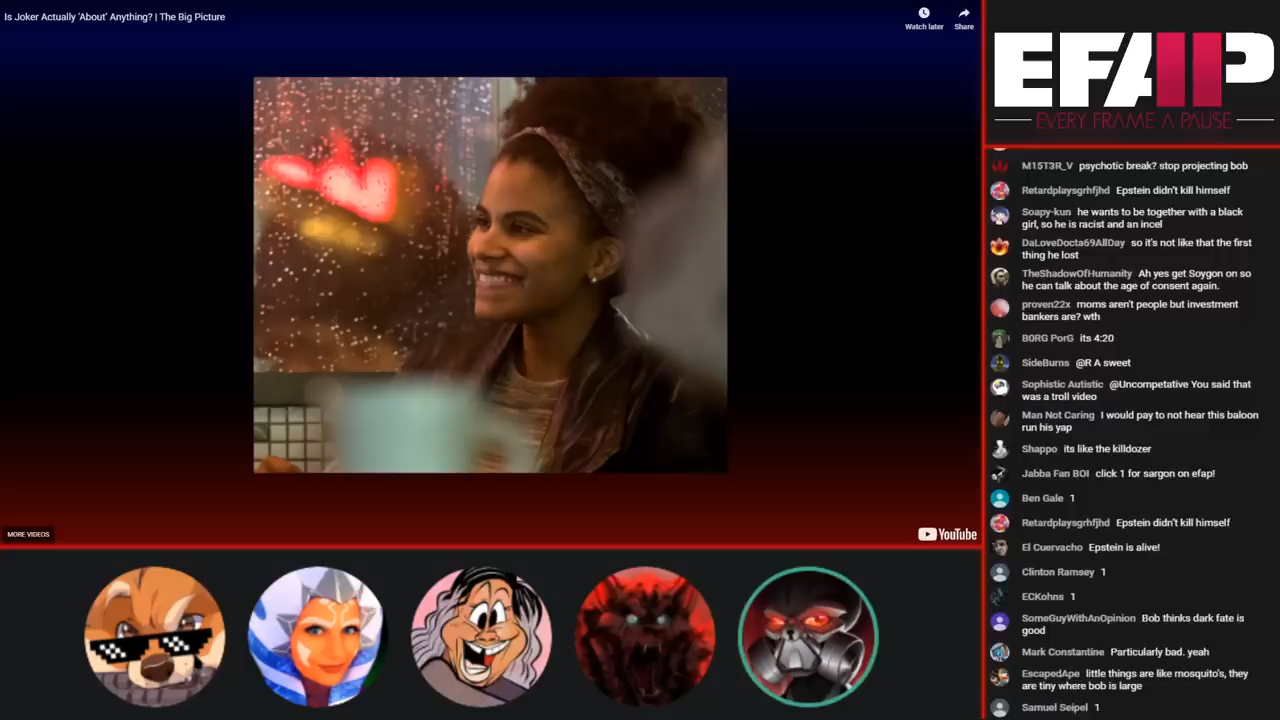 Is Joker Actually 'About' Anything? | The Big Picture
Watch later
Share
MORE VIDEOS
YouTube
EFAP
EVERY FRAME A PAUSE
M15T3R_V psychotic break? stop projecting bob
Retardplaysgrhfjhd Epstein didn't kill himself
Soapy-kun he wants to be together with a black
girl, so he is racist and an incel
DaLoveDocta69AllDay so it's not like that the first
thing he lost
TheShadowOfHumanity Ah yes get Soygon on so
he can talk about the age of consent again.
proven22x moms aren't people but investment
bankers are? wth
B0RG PorG its 4:20
SideBurns @R A sweet
Sophistic Autistic @Uncompetative You said that
was a troll video
Man Not Caring I would pay to not hear this baloon
run his yap
Shappo its like the killdozer
Jabba Fan BOI click 1 for sargon on efap!
Ben Gale 1
Retardplaysgrhfjhd Epstein didn't kill himself
El Cuervacho Epstein is alive!
Clinton Ramsey 1
ECKohns 1
SomeGuyWithAnOpinion Bob thinks dark fate is
good
Mark Constantine Particularly bad. yeah
EscapedApe little things are like mosquito's, they
are tiny where bob is large
Samuel Seipel 1